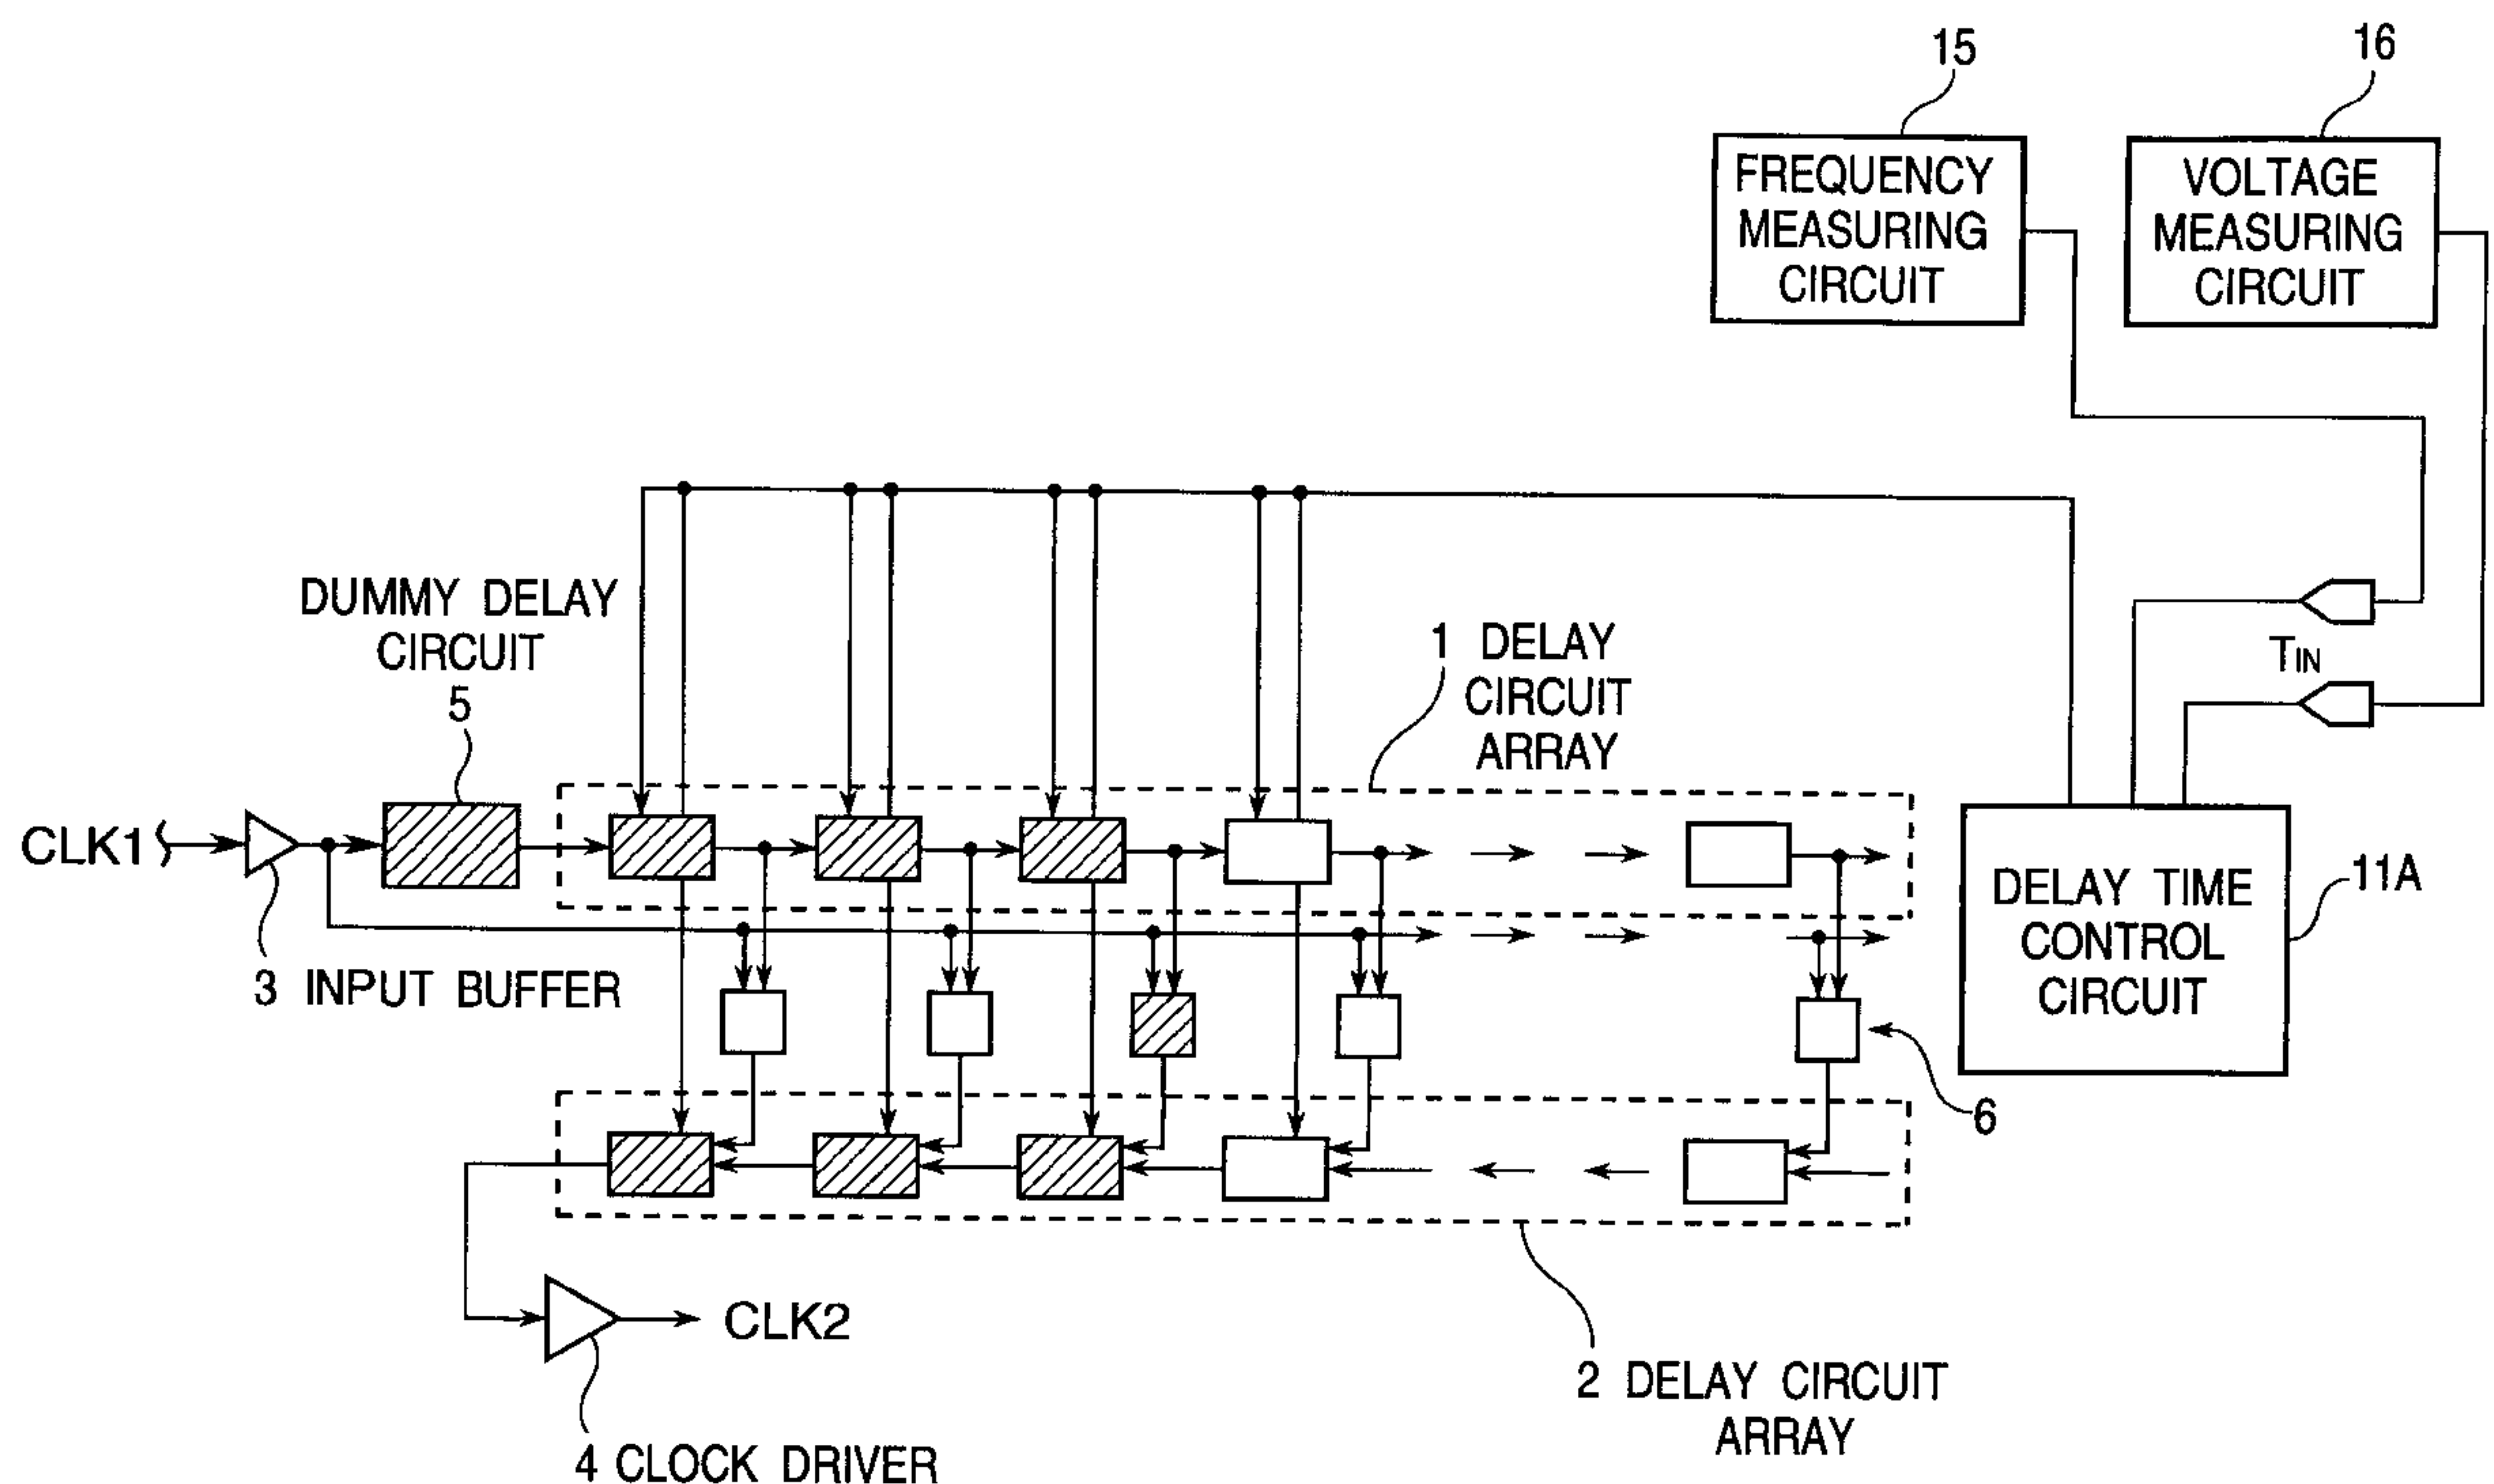 15
16
FREQUENCY
MEASURING
CIRCUIT
VOLTAGE
MEASURING
CIRCUIT
DUMMY DELAY
CIRCUIT
5
1 DELAY
CIRCUIT
ARRAY
TIN
CLK1
DELAY TIME
CONTROL
CIRCUIT
11A
3 INPUT BUFFER
6
CLK2
2 DELAY CIRCUIT
ARRAY
4 CLOCK DRIVER